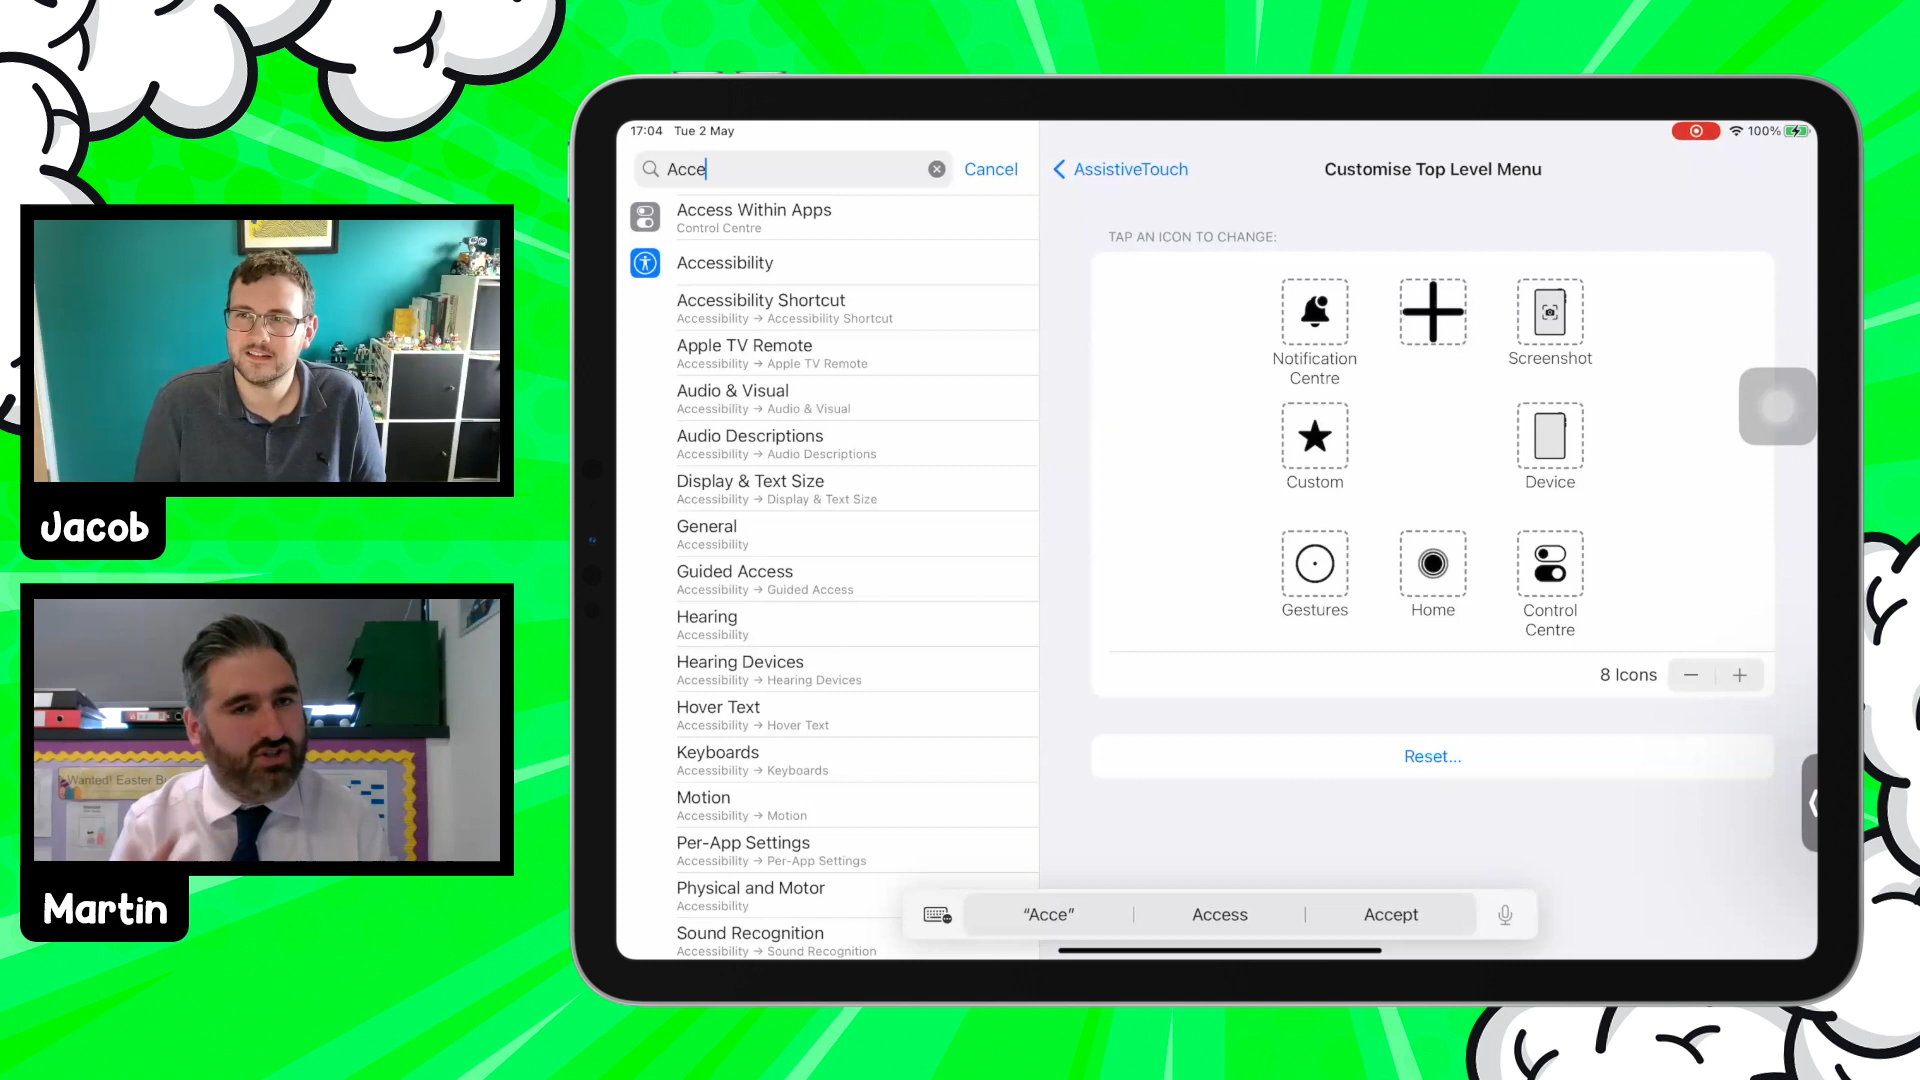 17:04 Tue 2 May
100%
Acce
Cancel
Access Within Apps
Control Centre
Accessibility
Accessibility Shortcut
Accessibility → Accessibility Shortcut
Apple TV Remote
Accessibility → Apple TV Remote
Audio & Visual
Accessibility → Audio & Visual
Audio Descriptions
Accessibility → Audio Descriptions
Display & Text Size
Accessibility → Display & Text Size
General
Accessibility
Guided Access
Accessibility → Guided Access
Hearing
Accessibility
Hearing Devices
Accessibility → Hearing Devices
Hover Text
Accessibility → Hover Text
Keyboards
Accessibility → Keyboards
Motion
Accessibility → Motion
Per-App Settings
Accessibility → Per-App Settings
Physical and Motor
Accessibility
Sound Recognition
Accessibility → Sound Recognition
AssistiveTouch
Customise Top Level Menu
TAP AN ICON TO CHANGE:
Notification
Centre
Screenshot
Custom
Device
Gestures
Home
Control
Centre
8 Icons
Reset...
"Acce"
Access
Accept
Jacob
Wanted! Easter
Martin